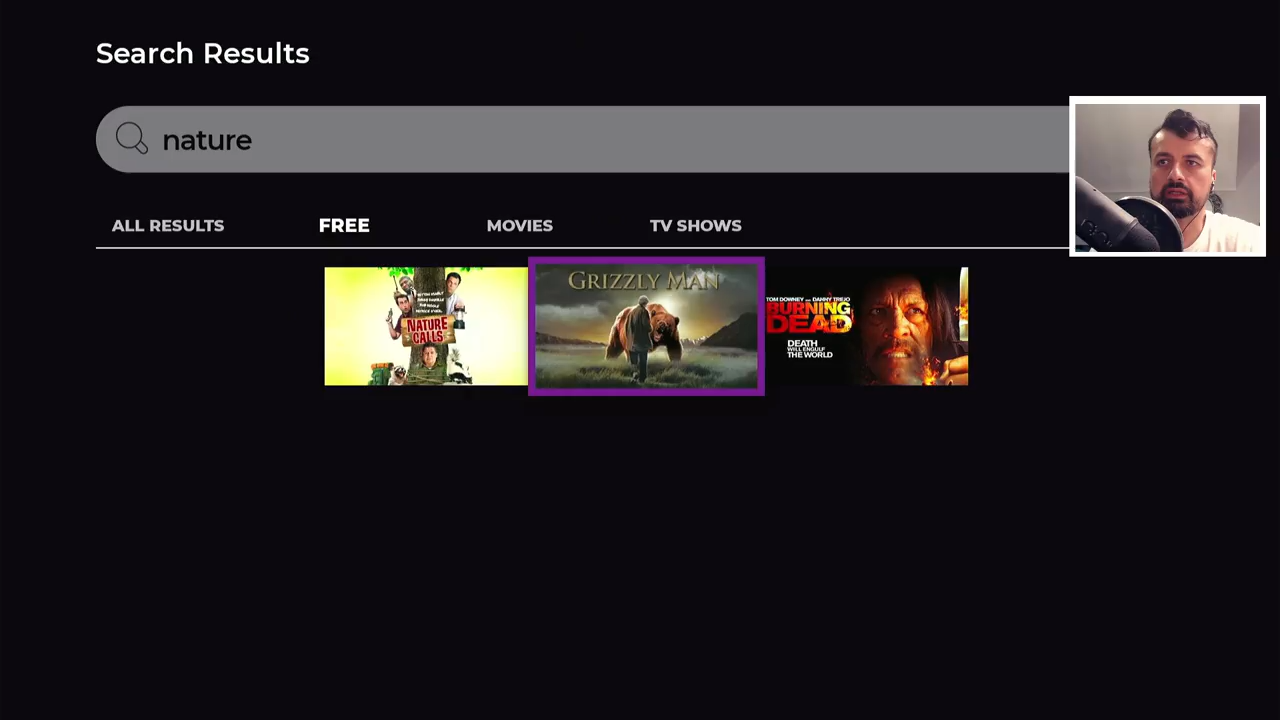 Search Results
nature
ALL RESULTS
FREE
MOVIES
TV SHOWS
NATURE
CALLS
GRIZZLY MAN
TOM DOWNEY AND DANNY TREJO
BURNING
DEAD
DEATH
WILL ENGULF
THE WORLD